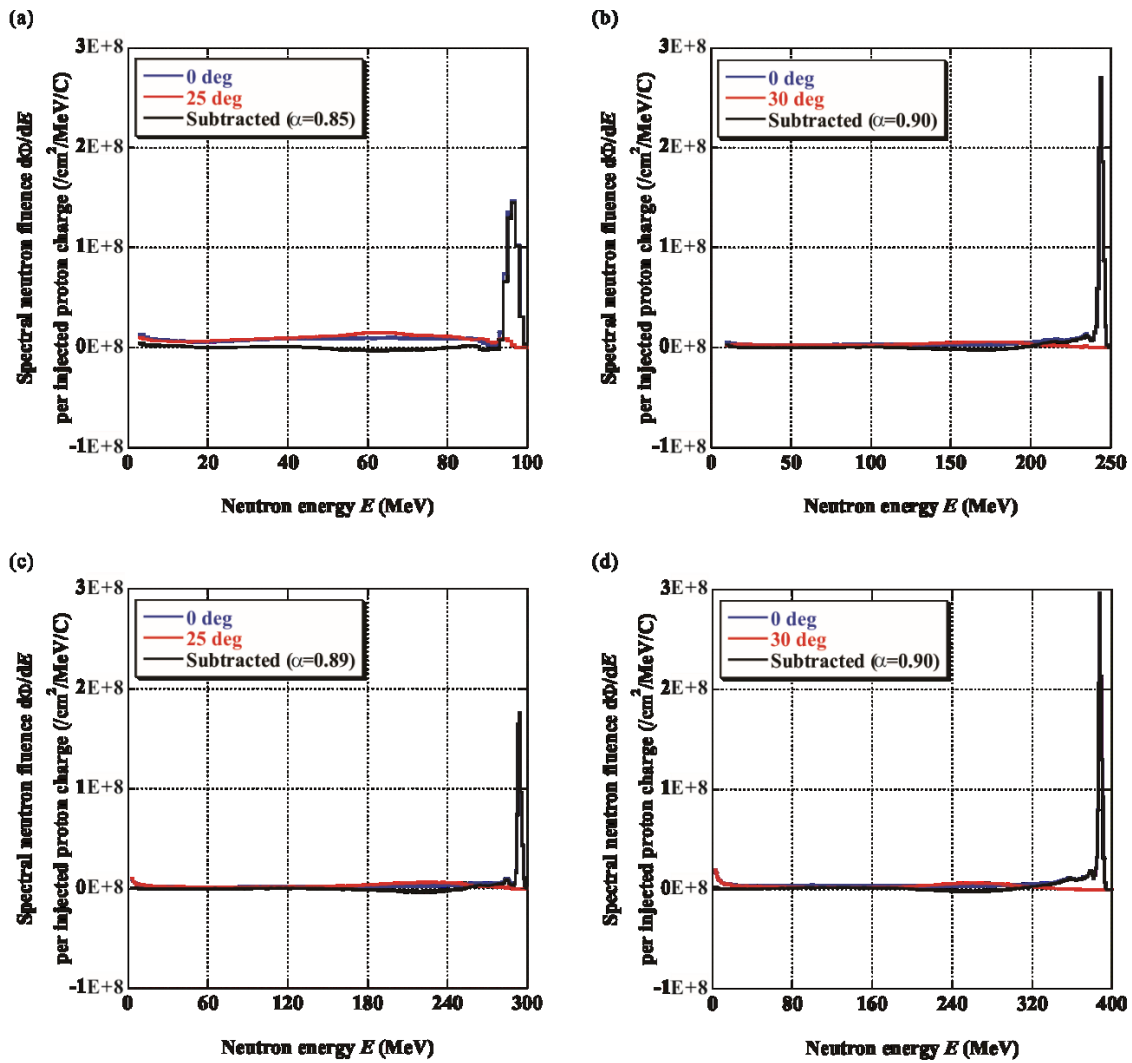 (a)
Spectral neutron fluence dΦ/dE
per injected proton charge (/cm²/MeV/C)
3E+8
2E+8
1E+8
0E+8
-1E+8
0 deg
25 deg
Subtracted (α=0.85)
0 20 40 60 80 100
Neutron energy E (MeV)
(b)
Spectral neutron fluence dΦ/dE
per injected proton charge (/cm²/MeV/C)
3E+8
2E+8
1E+8
0E+8
-1E+8
0 deg
30 deg
Subtracted (α=0.90)
0 50 100 150 200 250
Neutron energy E (MeV)
(c)
Spectral neutron fluence dΦ/dE
per injected proton charge (/cm²/MeV/C)
3E+8
2E+8
1E+8
0E+8
-1E+8
0 deg
25 deg
Subtracted (α=0.89)
0 60 120 180 240 300
Neutron energy E (MeV)
(d)
Spectral neutron fluence dΦ/dE
per injected proton charge (/cm²/MeV/C)
3E+8
2E+8
1E+8
0E+8
-1E+8
0 deg
30 deg
Subtracted (α=0.90)
0 80 160 240 320 400
Neutron energy E (MeV)